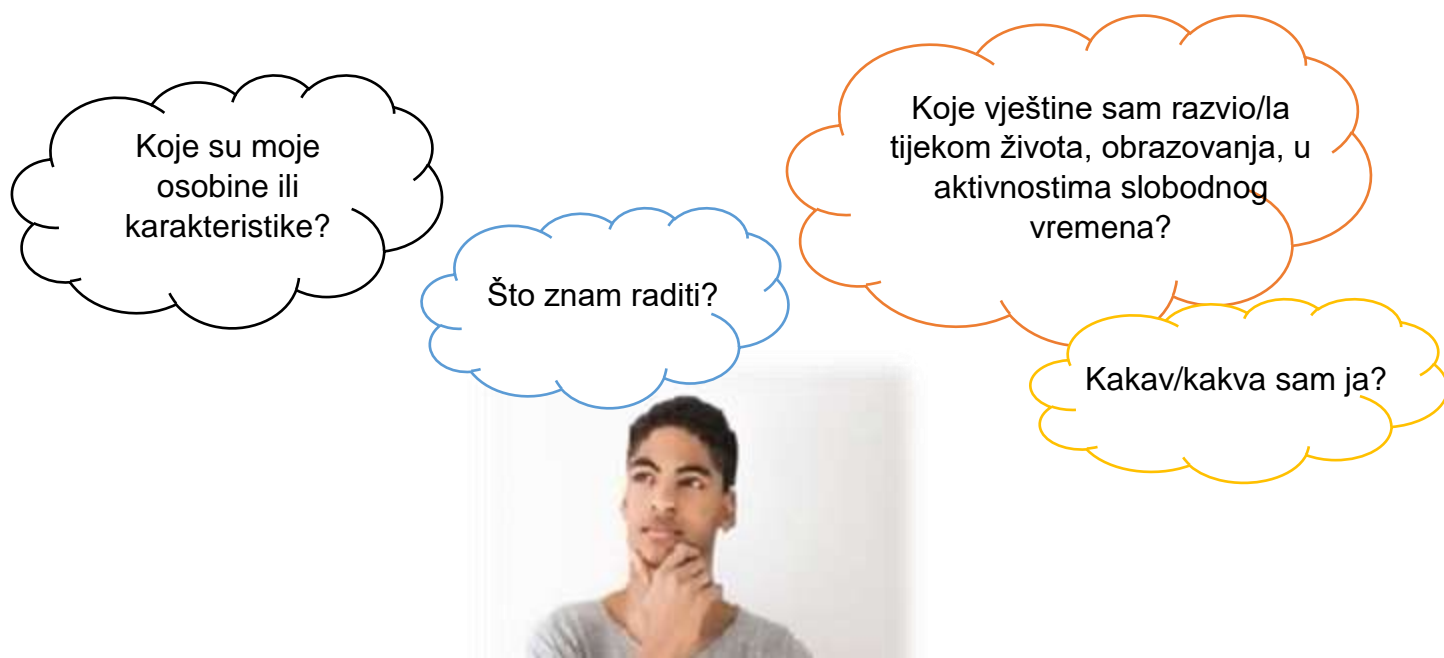 Koje su moje
osobine ili
karakteristike?
Što znam raditi?
Koje vještine sam razvio/la
tijekom života, obrazovanja, u
aktivnostima slobodnog
vremena?
Kakav/kakva sam ja?